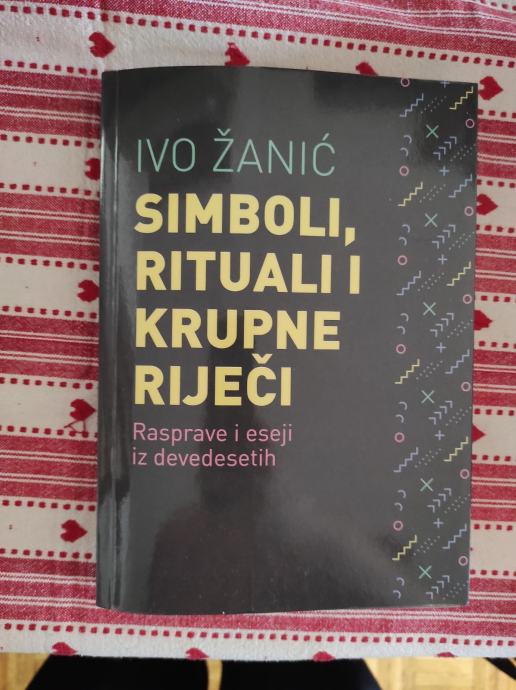 IVO ŽANIĆ
SIMBOLI,
RITUALI I
KRUPNE
RIJEČI
Rasprave i eseji
iz devedesetih